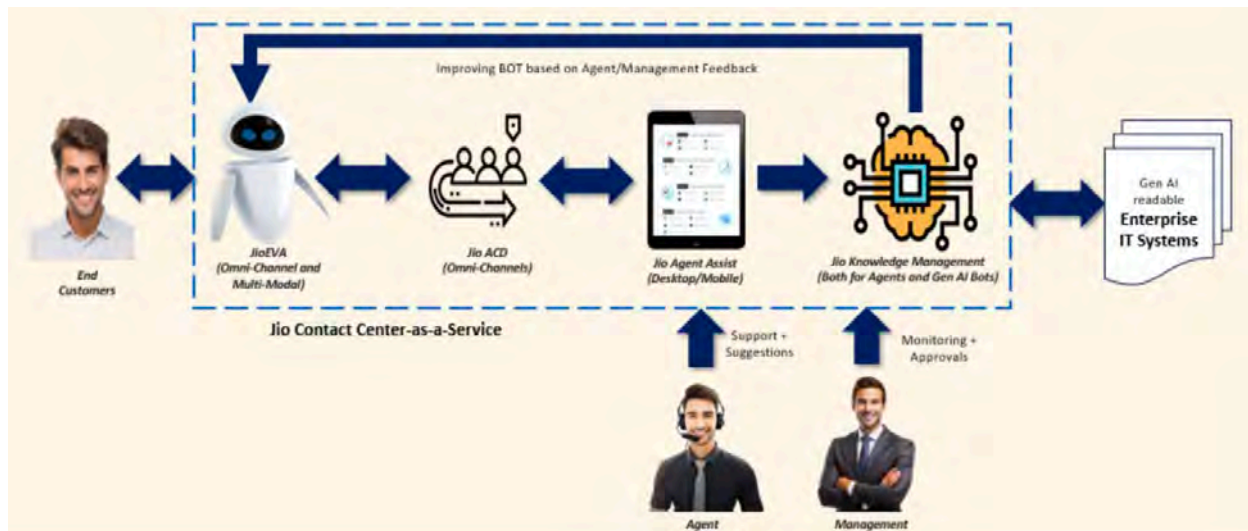 Improving BOT based on Agent/Management Feedback
End
Customers
JioEVA
(Omni-Channel and
Multi-Modal)
Jio ACD
(Omni-Channels)
Jio Agent Assist
(Desktop/Mobile)
Jio Knowledge Management
(Both for Agents and Gen AI Bots)
Gen AI
readable
Enterprise
IT Systems
Jio Contact Center-as-a-Service
Support +
Suggestions
Monitoring +
Approvals
Agent
Management